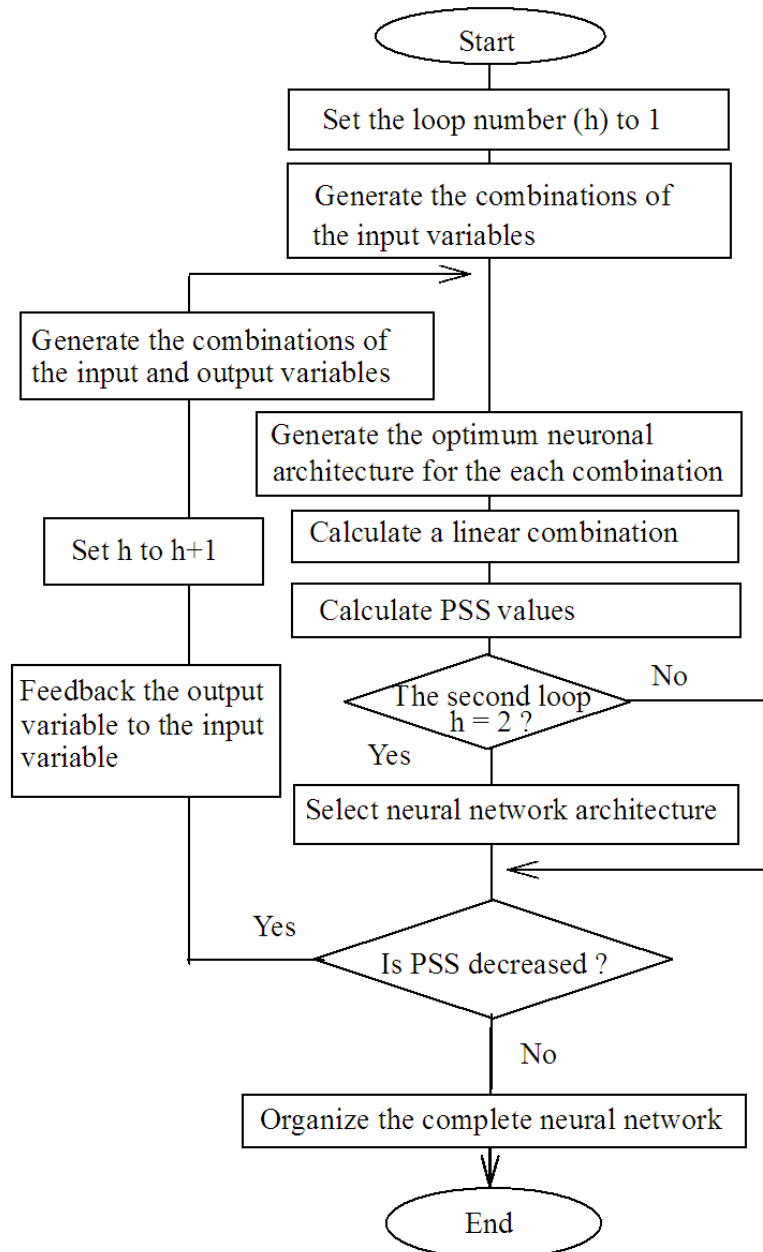 Start
Set the loop number (h) to 1
Generate the combinations of
the input variables
Generate the combinations of
the input and output variables
Generate the optimum neuronal
architecture for the each combination
Set h to h+1
Calculate a linear combination
Calculate PSS values
Feedback the output
variable to the input
variable
The second loop
h = 2 ?
No
Yes
Select neural network architecture
Yes
Is PSS decreased ?
No
Organize the complete neural network
End